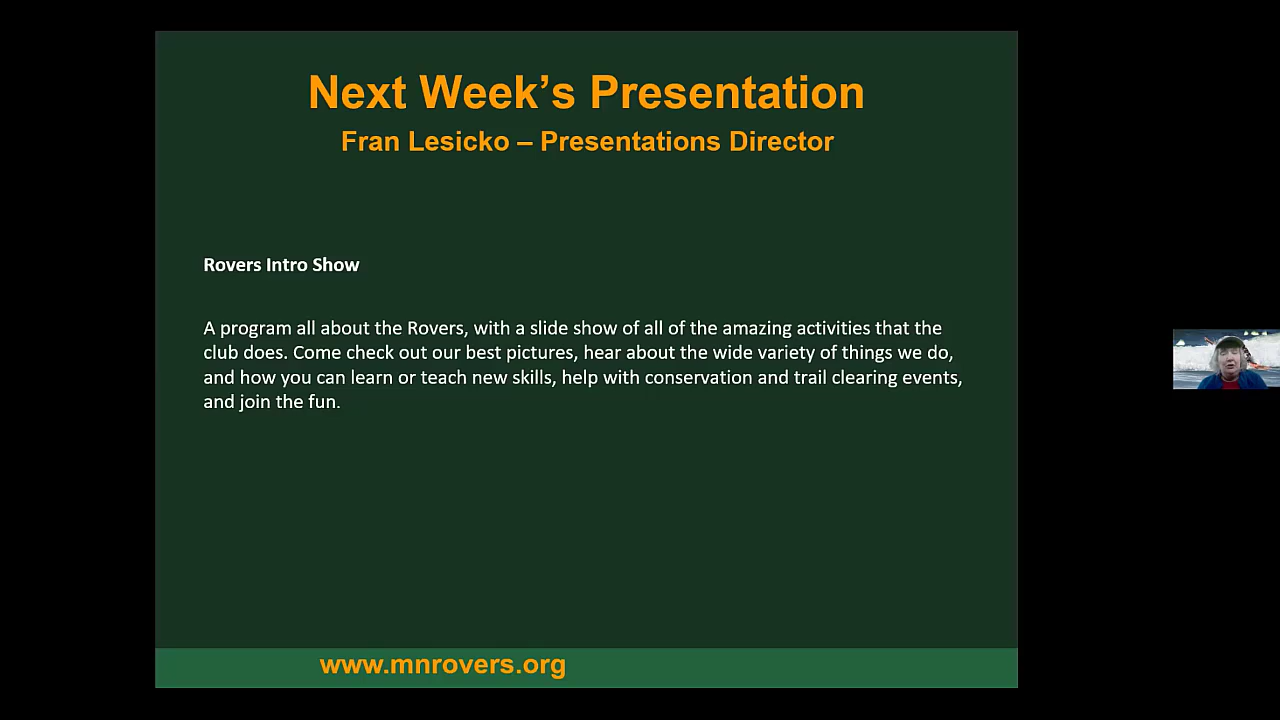 Next Week’s Presentation
Fran Lesicko – Presentations Director
Rovers Intro Show
A program all about the Rovers, with a slide show of all of the amazing activities that the
club does. Come check out our best pictures, hear about the wide variety of things we do,
and how you can learn or teach new skills, help with conservation and trail clearing events,
and join the fun.
www.mnrovers.org